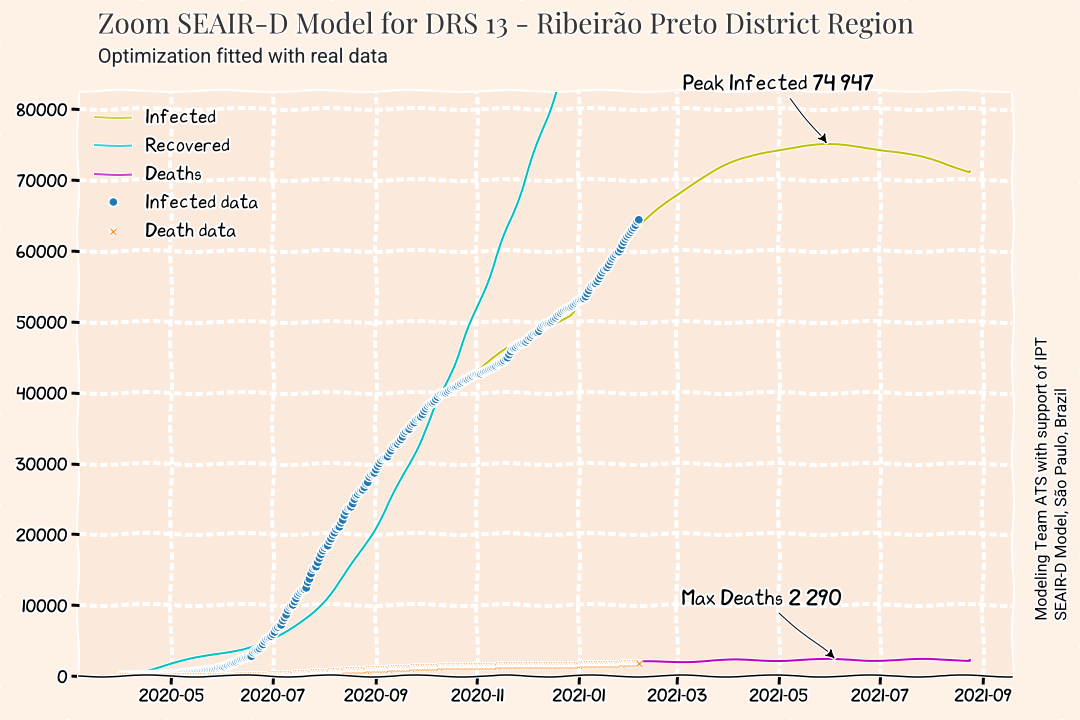 Zoom SEAIR-D Model for DRS 13 - Ribeirão Preto District Region
Optimization fitted with real data
Peak Infected 74 947
80000
70000
60000
50000
40000
30000
20000
10000
0
Infected
Recovered
Deaths
Infected data
Death data
Max Deaths 2 290
2020-05
2020-07
2020-09
2020-11
2021-01
2021-03
2021-05
2021-07
2021-09
Modeling Team ATS with support of IPT
SEAIR-D Model, São Paulo, Brazil